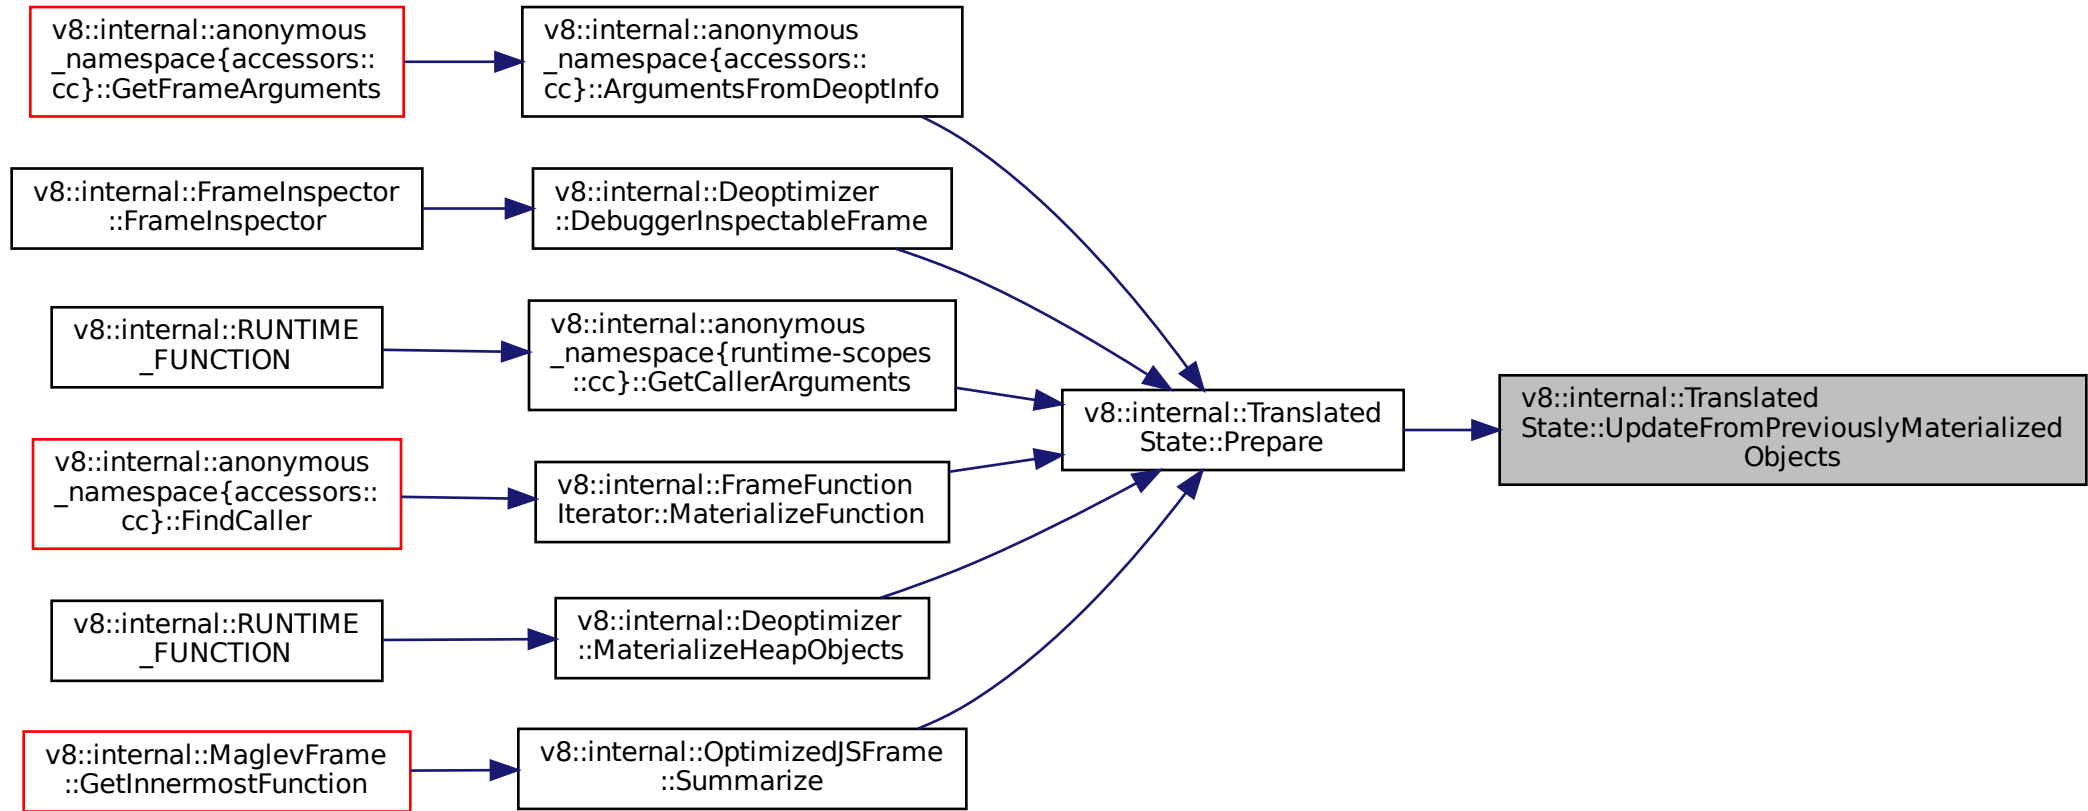 v8::internal::anonymous
_namespace{accessors::
cc}::GetFrameArguments
v8::internal::anonymous
_namespace{accessors::
cc}::ArgumentsFromDeoptInfo
v8::internal::FrameInspector
::FrameInspector
v8::internal::Deoptimizer
::DebuggerInspectableFrame
v8::internal::RUNTIME
_FUNCTION
v8::internal::anonymous
_namespace{runtime-scopes
::cc}::GetCallerArguments
v8::internal::Translated
State::Prepare
v8::internal::Translated
State::UpdateFromPreviouslyMaterialized
Objects
v8::internal::anonymous
_namespace{accessors::
cc}::FindCaller
v8::internal::FrameFunction
Iterator::MaterializeFunction
v8::internal::RUNTIME
_FUNCTION
v8::internal::Deoptimizer
::MaterializeHeapObjects
v8::internal::MaglevFrame
::GetInnermostFunction
v8::internal::OptimizedJSFrame
::Summarize